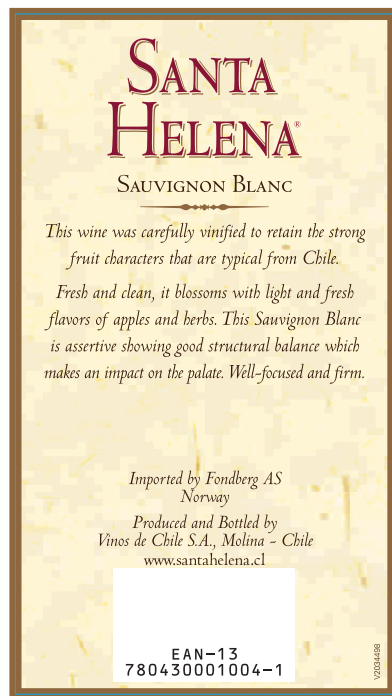 SANTA
HELENA®
SAUVIGNON BLANC
This wine was carefully vinified to retain the strong
fruit characters that are typical from Chile.
Fresh and clean, it blossoms with light and fresh
flavors of apples and herbs. This Sauvignon Blanc
is assertive showing good structural balance which
makes an impact on the palate. Well-focused and firm.
Imported by Fondberg AS
Norway
Produced and Bottled by
Vinos de Chile S.A., Molina - Chile
www.santahelena.cl
EAN-13
780430001004-1
V2034498